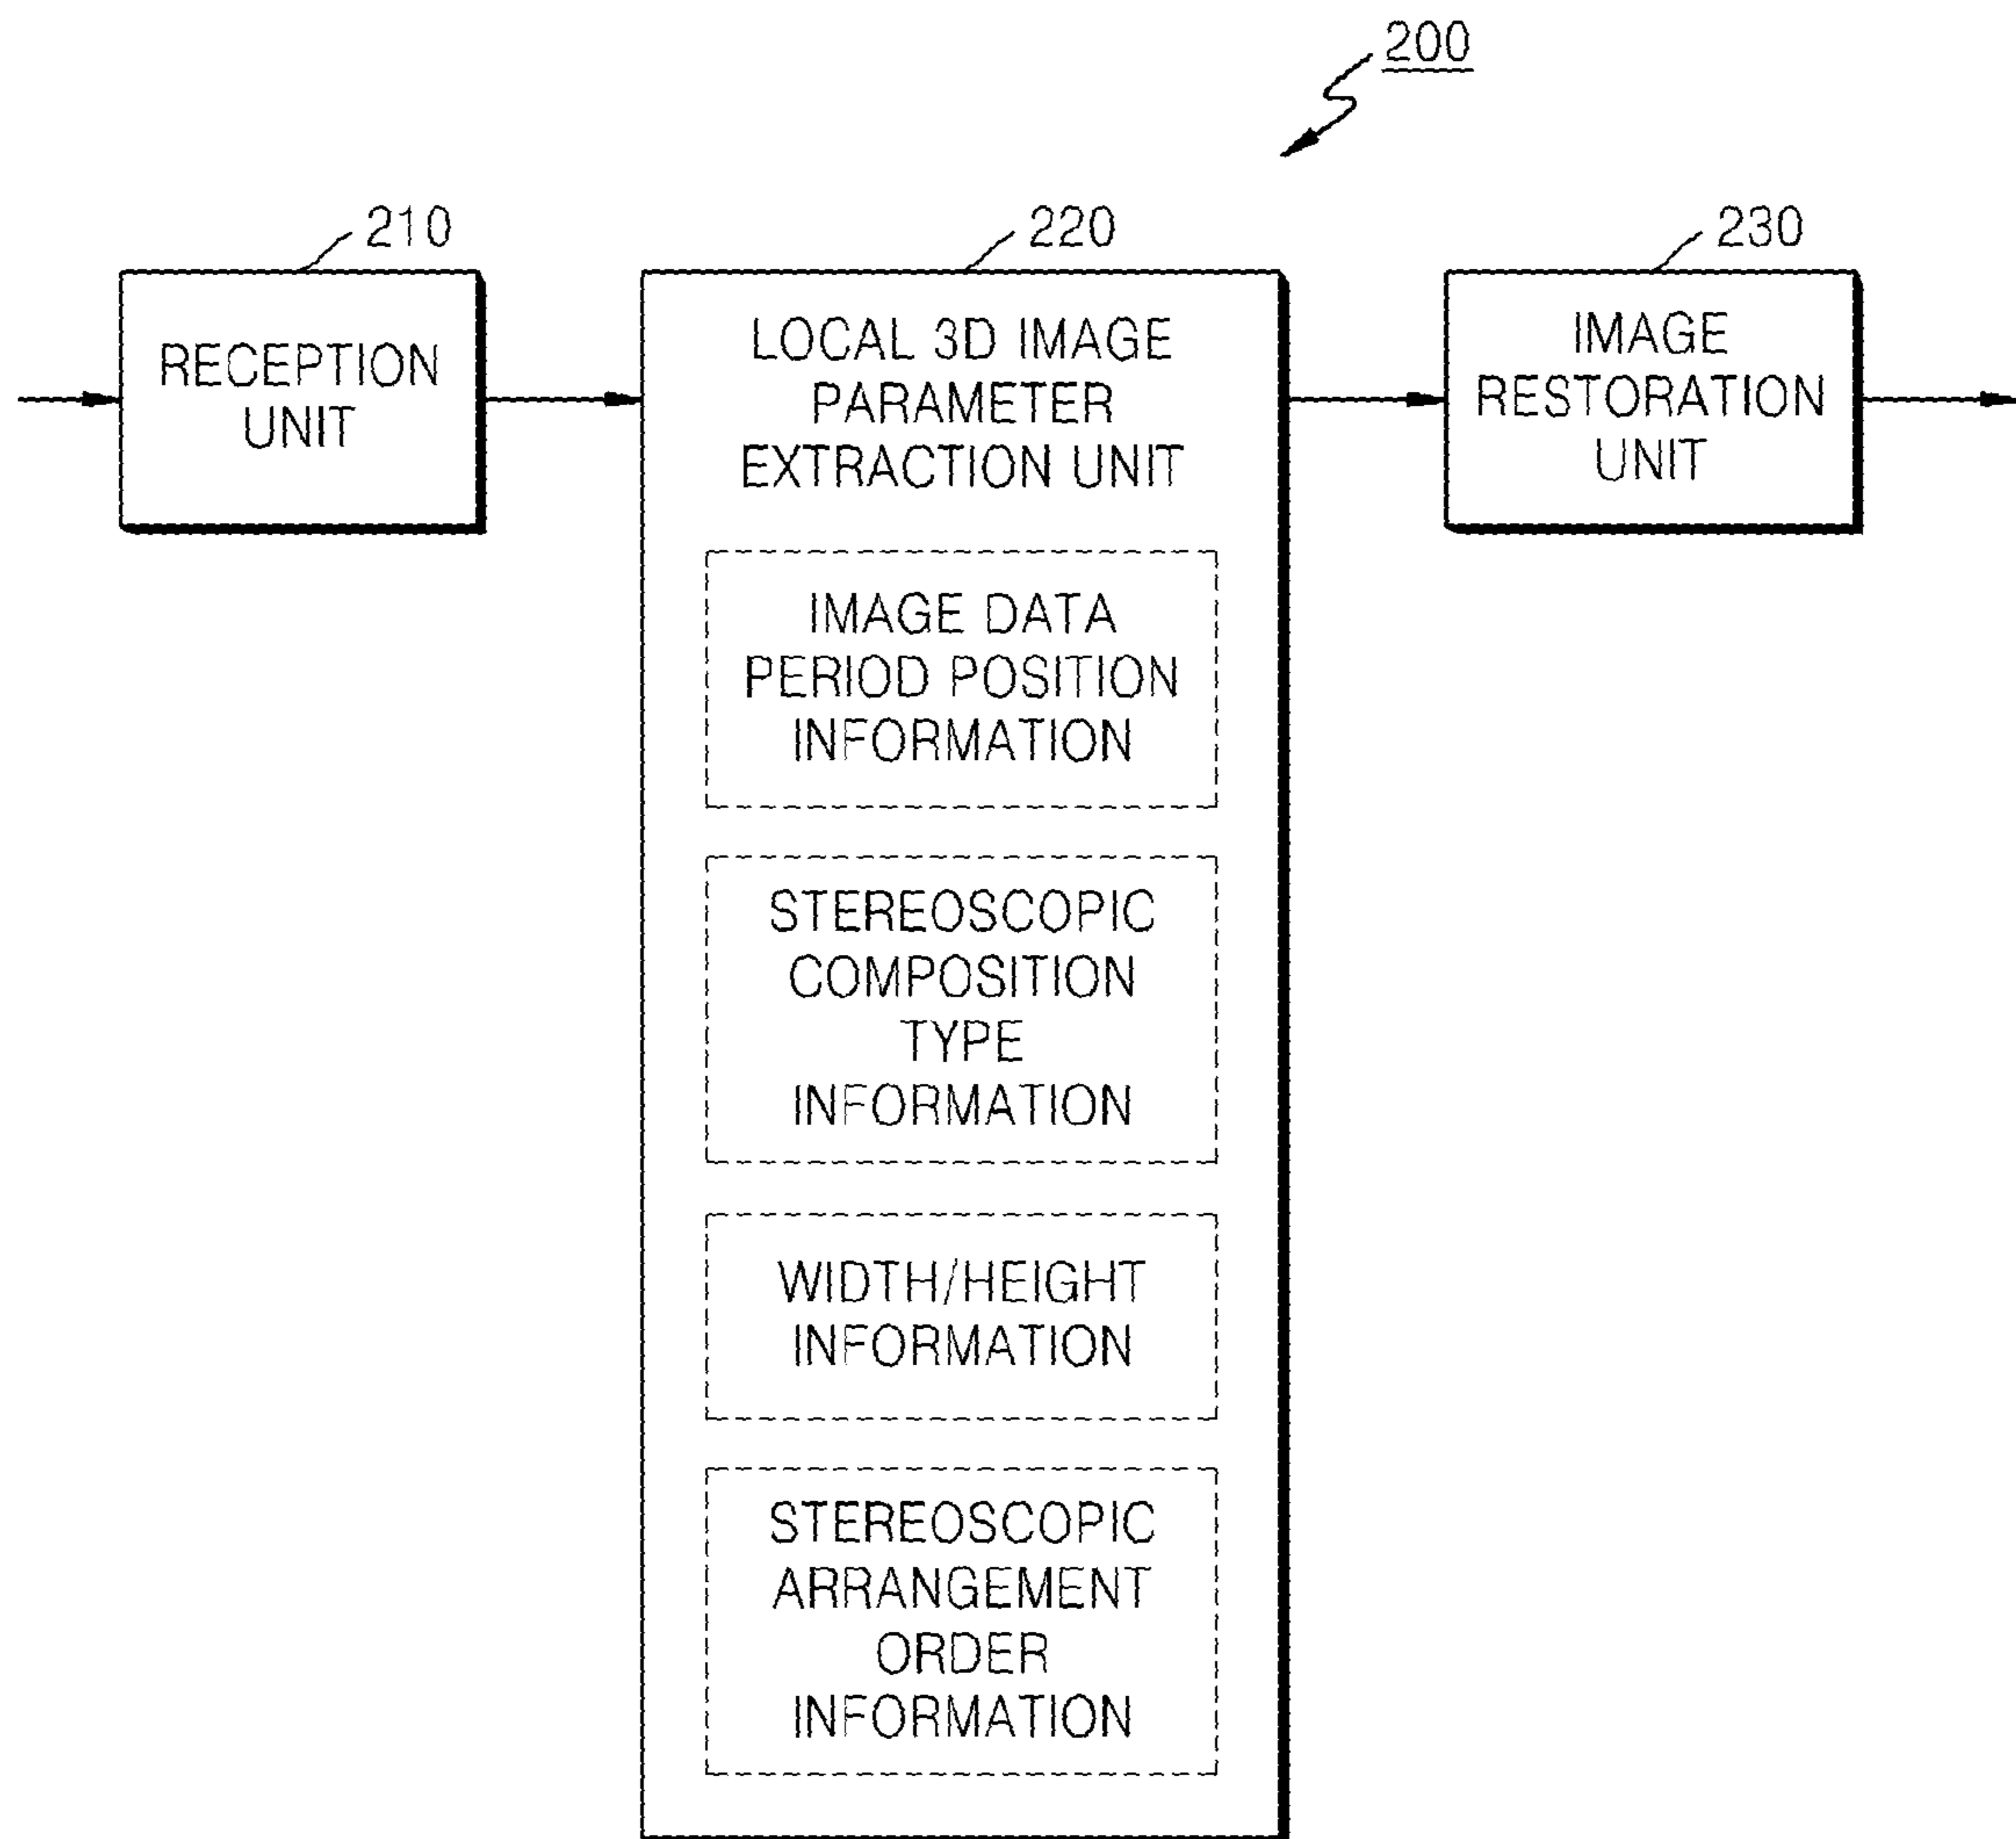 200
210
RECEPTION
UNIT
220
LOCAL 3D IMAGE
PARAMETER
EXTRACTION UNIT
IMAGE DATA
PERIOD POSITION
INFORMATION
STEREOSCOPIC
COMPOSITION
TYPE
INFORMATION
WIDTH/HEIGHT
INFORMATION
STEREOSCOPIC
ARRANGEMENT
ORDER
INFORMATION
230
IMAGE
RESTORATION
UNIT